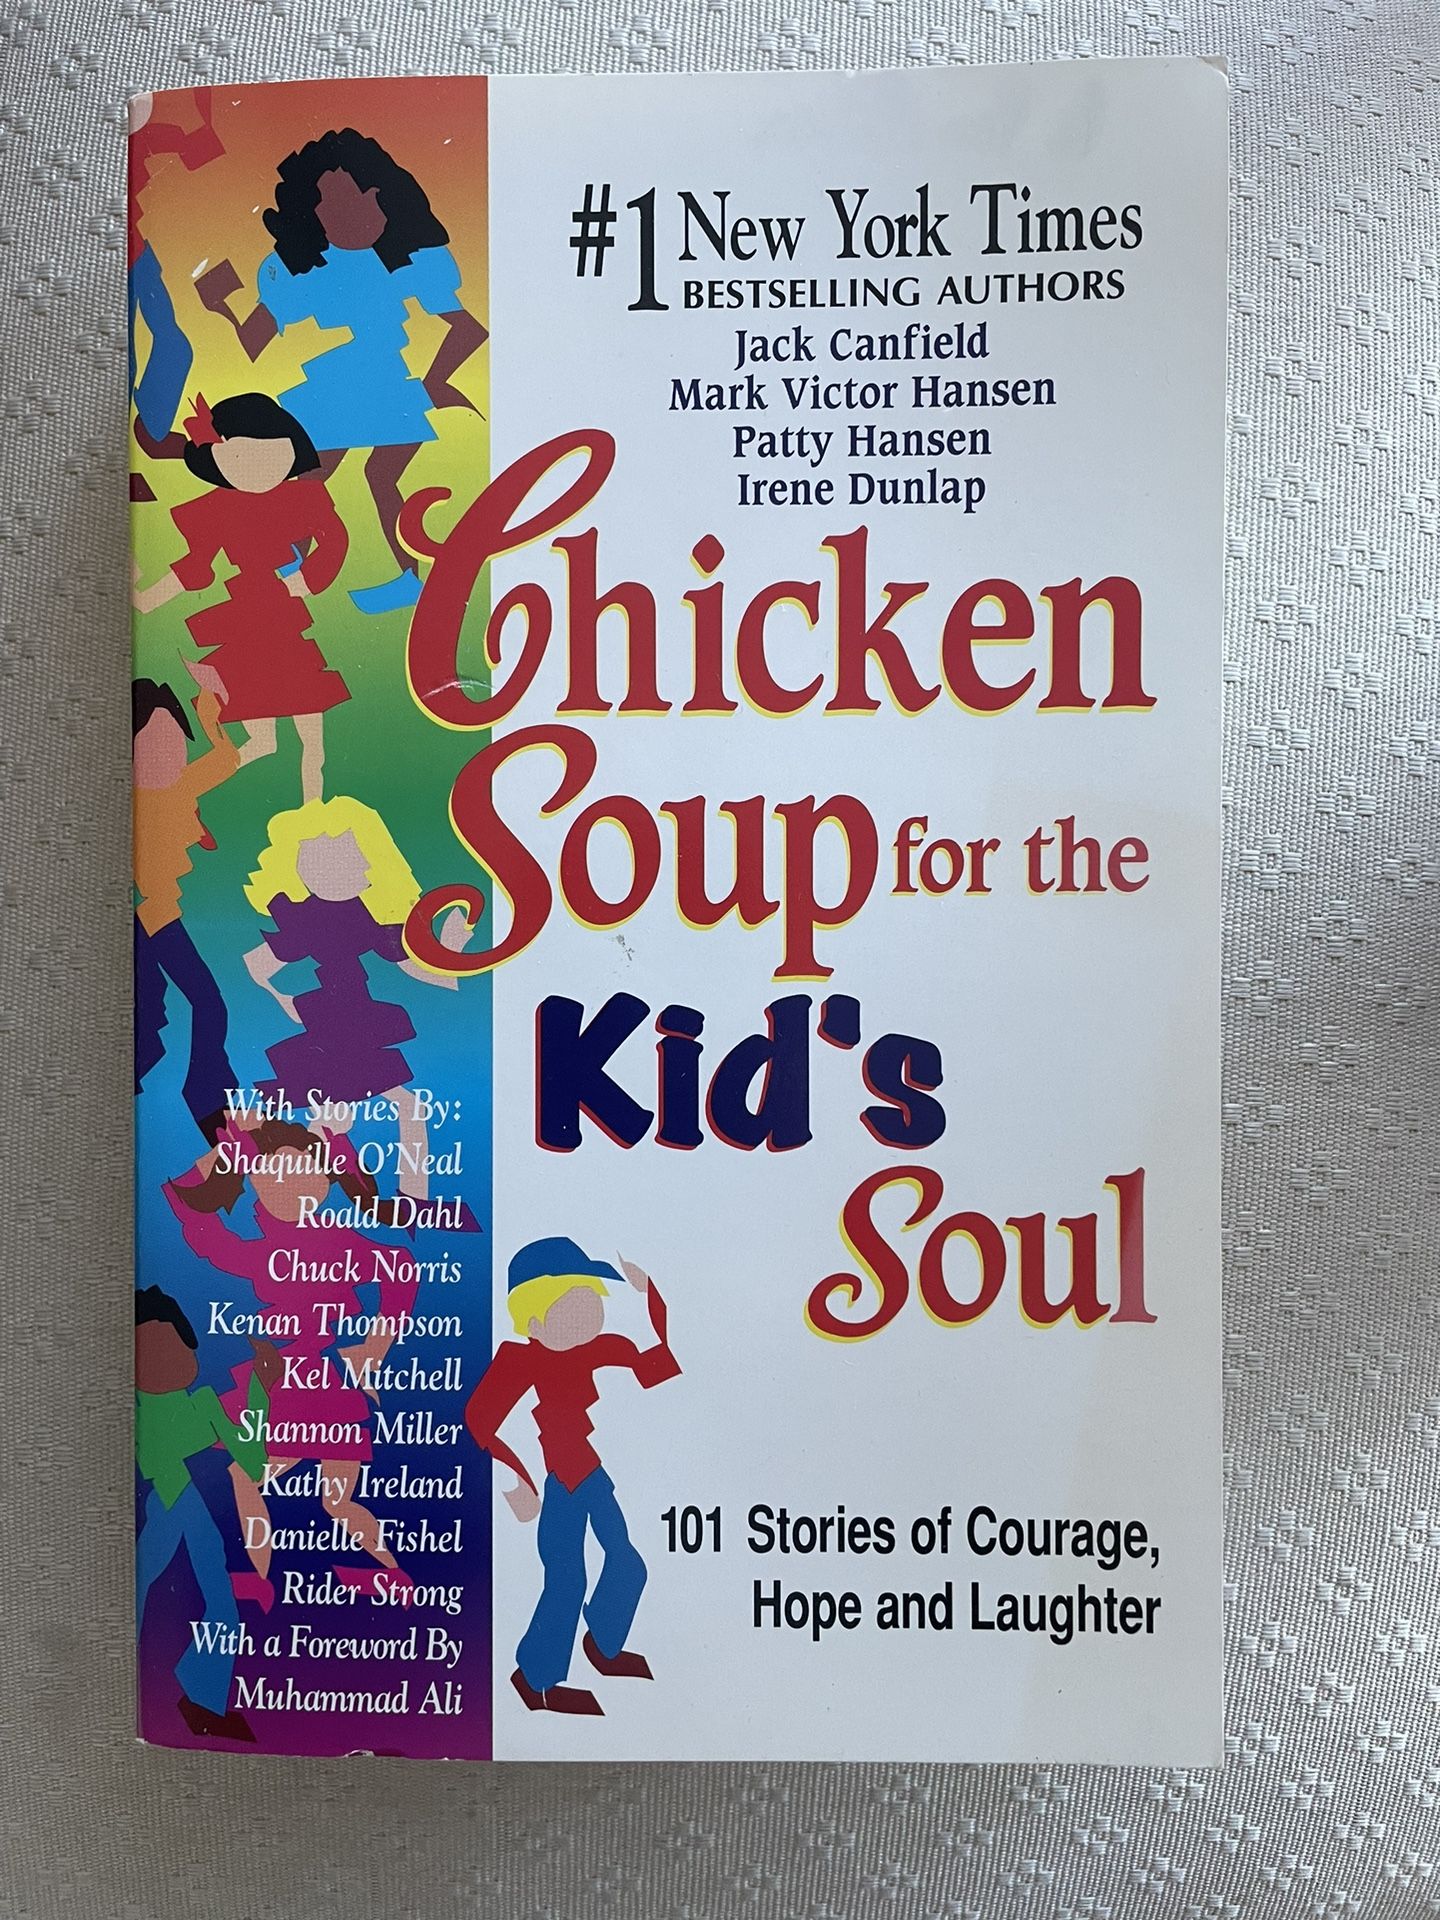 #1 New York Times
BESTSELLING AUTHORS
Jack Canfield
Mark Victor Hansen
Patty Hansen
Irene Dunlap
Chicken
Soup for the
Kid's
Soul
With Stories By:
Shaquille O'Neal
Roald Dahl
Chuck Norris
Kenan Thompson
Kel Mitchell
Shannon Miller
Kathy Ireland
Danielle Fishel
Rider Strong
With a Foreword By
Muhammad Ali
101 Stories of Courage,
Hope and Laughter